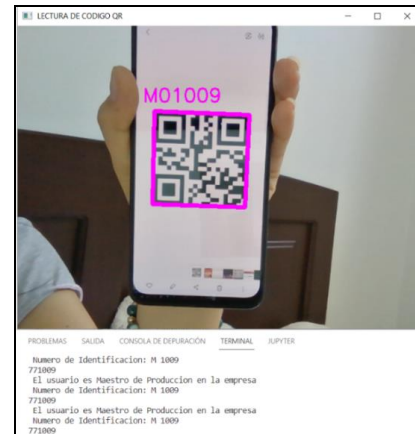 LECTURA DE CODIGO QR
M01009
PROBLEMAS SALIDA CONSOLA DE DEPURACIÓN TERMINAL JUPYTER
Numero de Identificacion: M 1009
771009
El usuario es Maestro de Produccion en la empresa
Numero de Identificacion: M 1009
771009
El usuario es Maestro de Produccion en la empresa
Numero de Identificacion: M 1009
771009